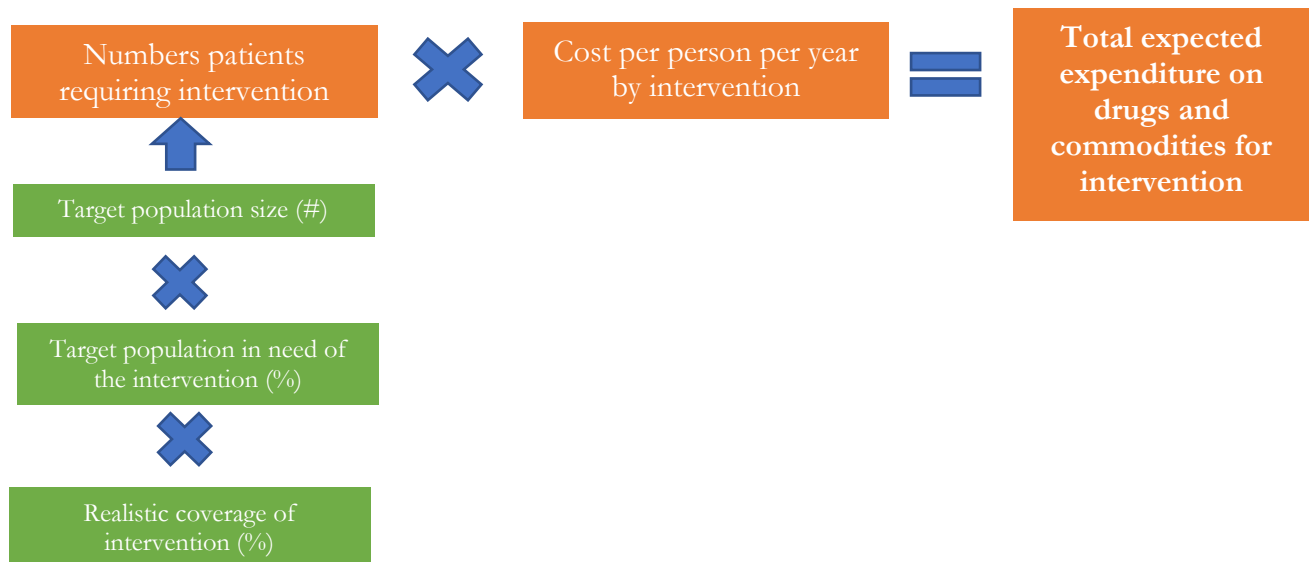 Numbers patients
requiring intervention
Cost per person per year
by intervention
Total expected
expenditure on
drugs and
commodities for
intervention
Target population size (#)
Target population in need of
the intervention (%)
Realistic coverage of
intervention (%)